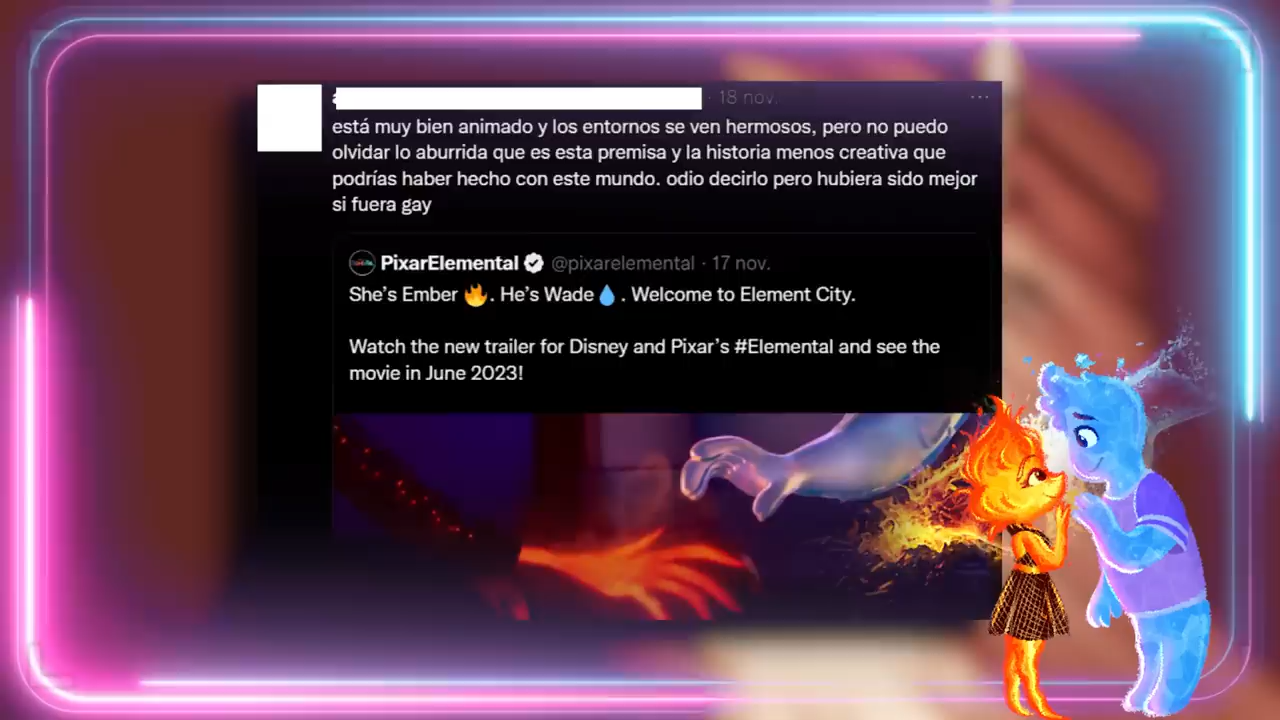 18 nov.
está muy bien animado y los entornos se ven hermosos, pero no puedo
olvidar lo aburrida que es esta premisa y la historia menos creativa que
podrías haber hecho con este mundo. odio decirlo pero hubiera sido mejor
si fuera gay
PixarElemental @pixarelemental · 17 nov.
She's Ember 🔥. He's Wade 💧. Welcome to Element City.
Watch the new trailer for Disney and Pixar's #Elemental and see the
movie in June 2023!